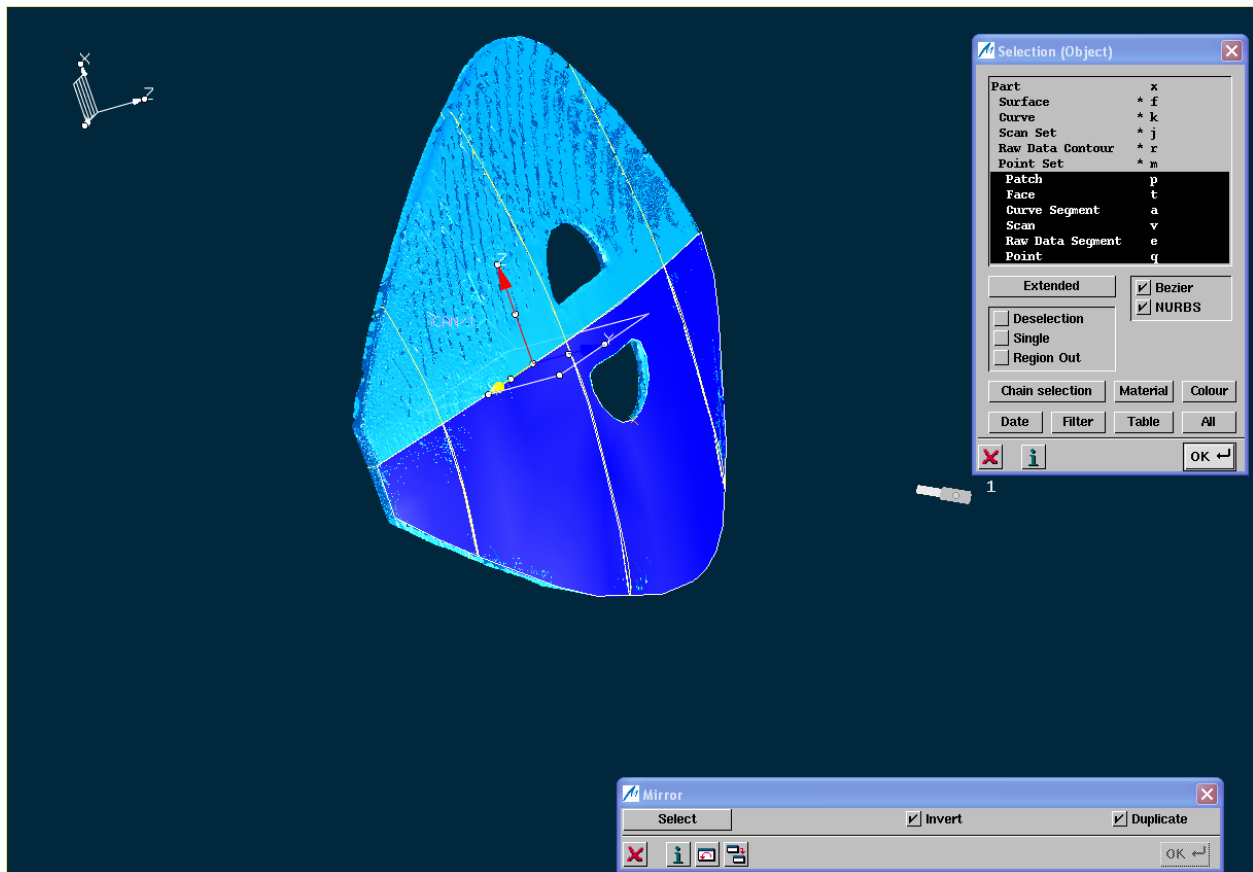 X
Z
Selection (Object)
Part x
Surface * f
Curve * k
Scan Set * j
Raw Data Contour * r
Point Set * m
Patch p
Face t
Curve Segment a
Scan v
Raw Data Segment e
Point q
Extended
Bezier
NURBS
Deselection
Single
Region Out
Chain selection Material Colour
Date Filter Table All
i OK
Z
Y
1
Mirror
Select Invert Duplicate
i OK